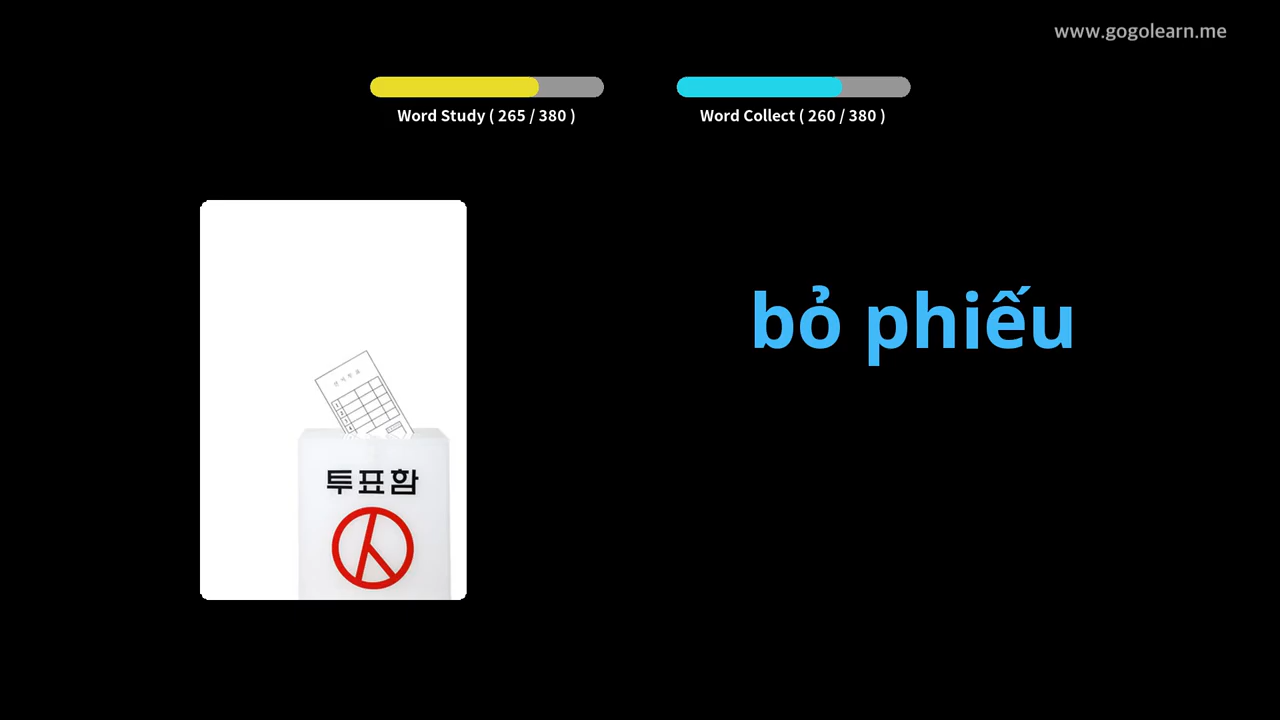 www.gogolearn.me
Word Study ( 265 / 380 )
Word Collect ( 260 / 380 )
bỏ phiếu
투표함